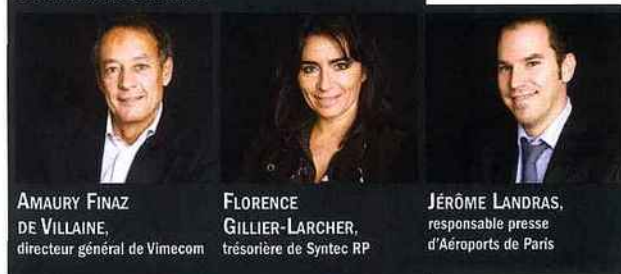 AMAURY FINAZ
DE VILLAINE,
directeur général de Vimecom
FLORENCE
GILLIER-LARCHER,
trésorière de Syntec RP
JÉRÔME LANDRAS,
responsable presse
d'Aéroports de Paris